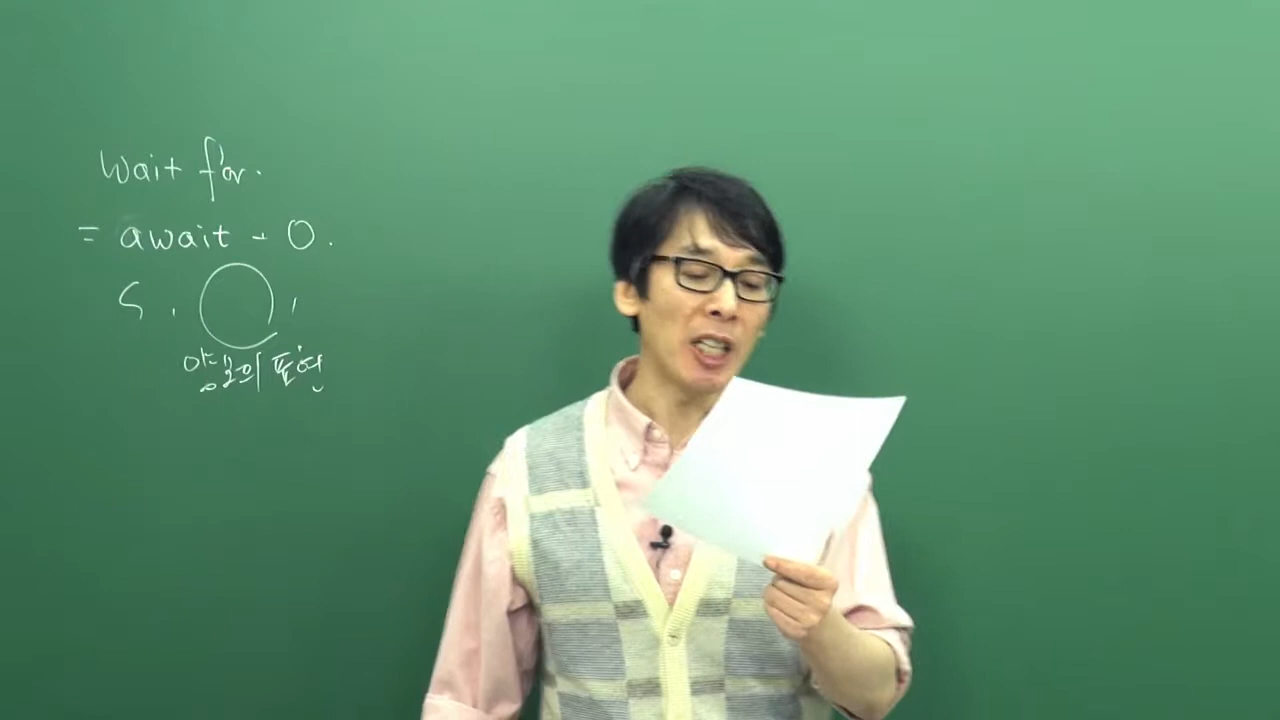 wait for.
= await + O.
S , ,
양보의 표현